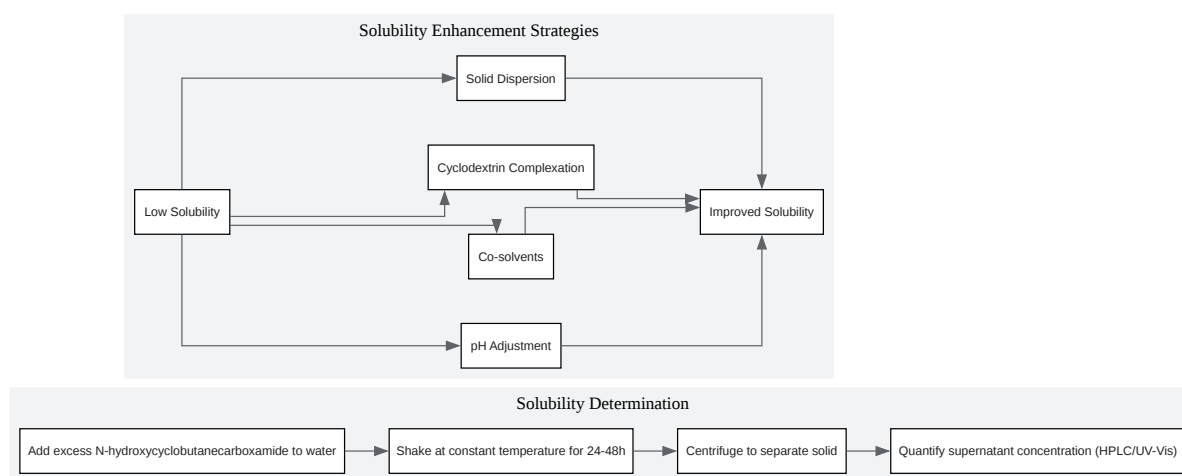 Solubility Enhancement Strategies
Solid Dispersion
Cyclodextrin Complexation
Low Solubility
Improved Solubility
Co-solvents
pH Adjustment
Solubility Determination
Add excess N-hydroxycyclobutanecarboxamide to water
Shake at constant temperature for 24-48h
Centrifuge to separate solid
Quantify supernatant concentration (HPLC/UV-Vis)